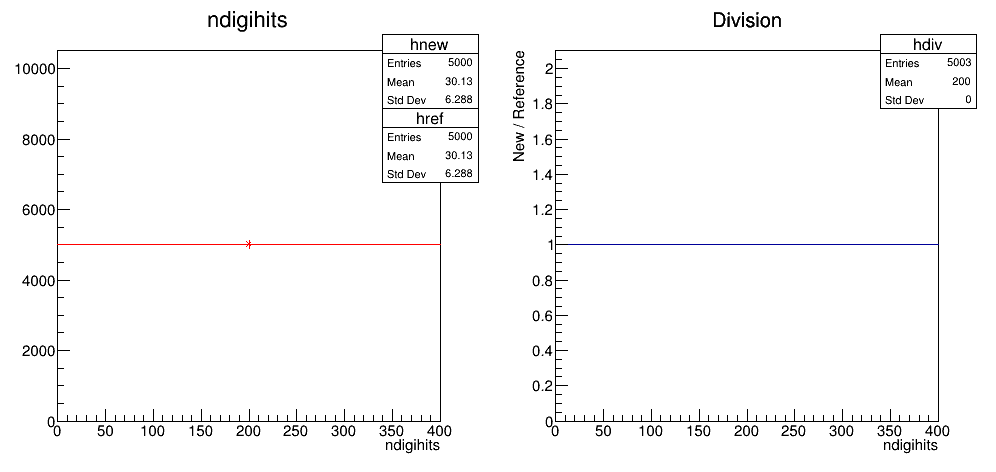 ndigihits
hnew
Entries 5000
Mean 30.13
Std Dev 6.288
href
Entries 5000
Mean 30.13
Std Dev 6.288
10000
8000
6000
4000
2000
0
0 50 100 150 200 250 300 350 400
ndigihits
Division
hdiv
Entries 5003
Mean 200
Std Dev 0
New / Reference
2
1.8
1.6
1.4
1.2
1
0.8
0.6
0.4
0.2
0
0 50 100 150 200 250 300 350 400
ndigihits